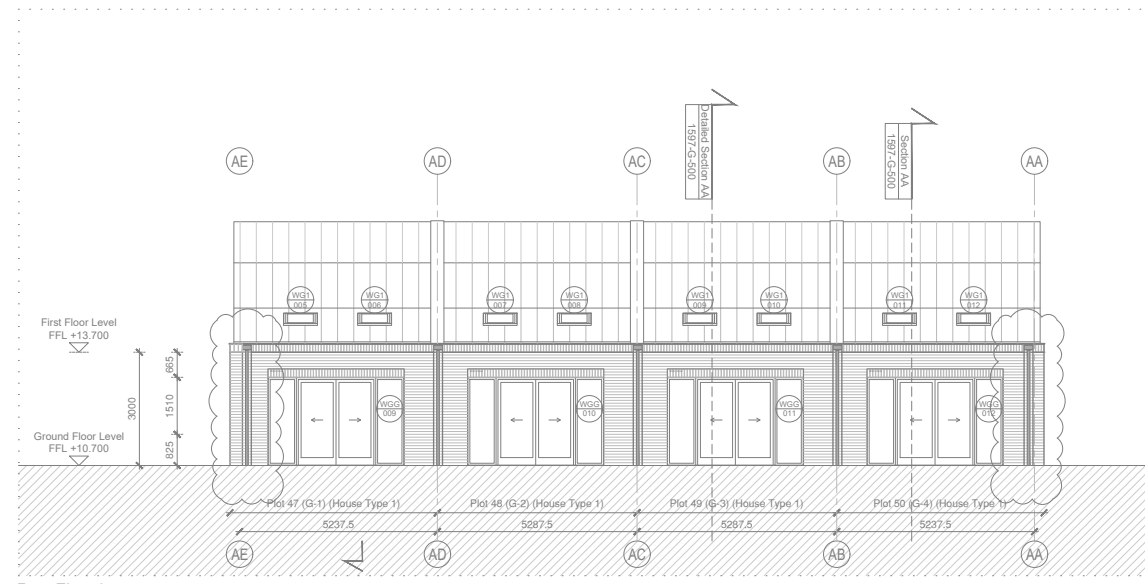 Detailed Section AA
1597-G-500
Section AA
1597-G-500
AE
AD
AC
AB
AA
WG1
005
WG1
006
WG1
007
WG1
008
WG1
009
WG1
010
WG1
011
WG1
012
First Floor Level
FFL +13.700
665
3000
1510
825
WGG
009
WGG
010
WGG
011
WGG
012
Ground Floor Level
FFL +10.700
Plot 47 (G-1) (House Type 1)
Plot 48 (G-2) (House Type 1)
Plot 49 (G-3) (House Type 1)
Plot 50 (G-4) (House Type 1)
5237.5
5287.5
5287.5
5237.5
AE
AD
AC
AB
AA